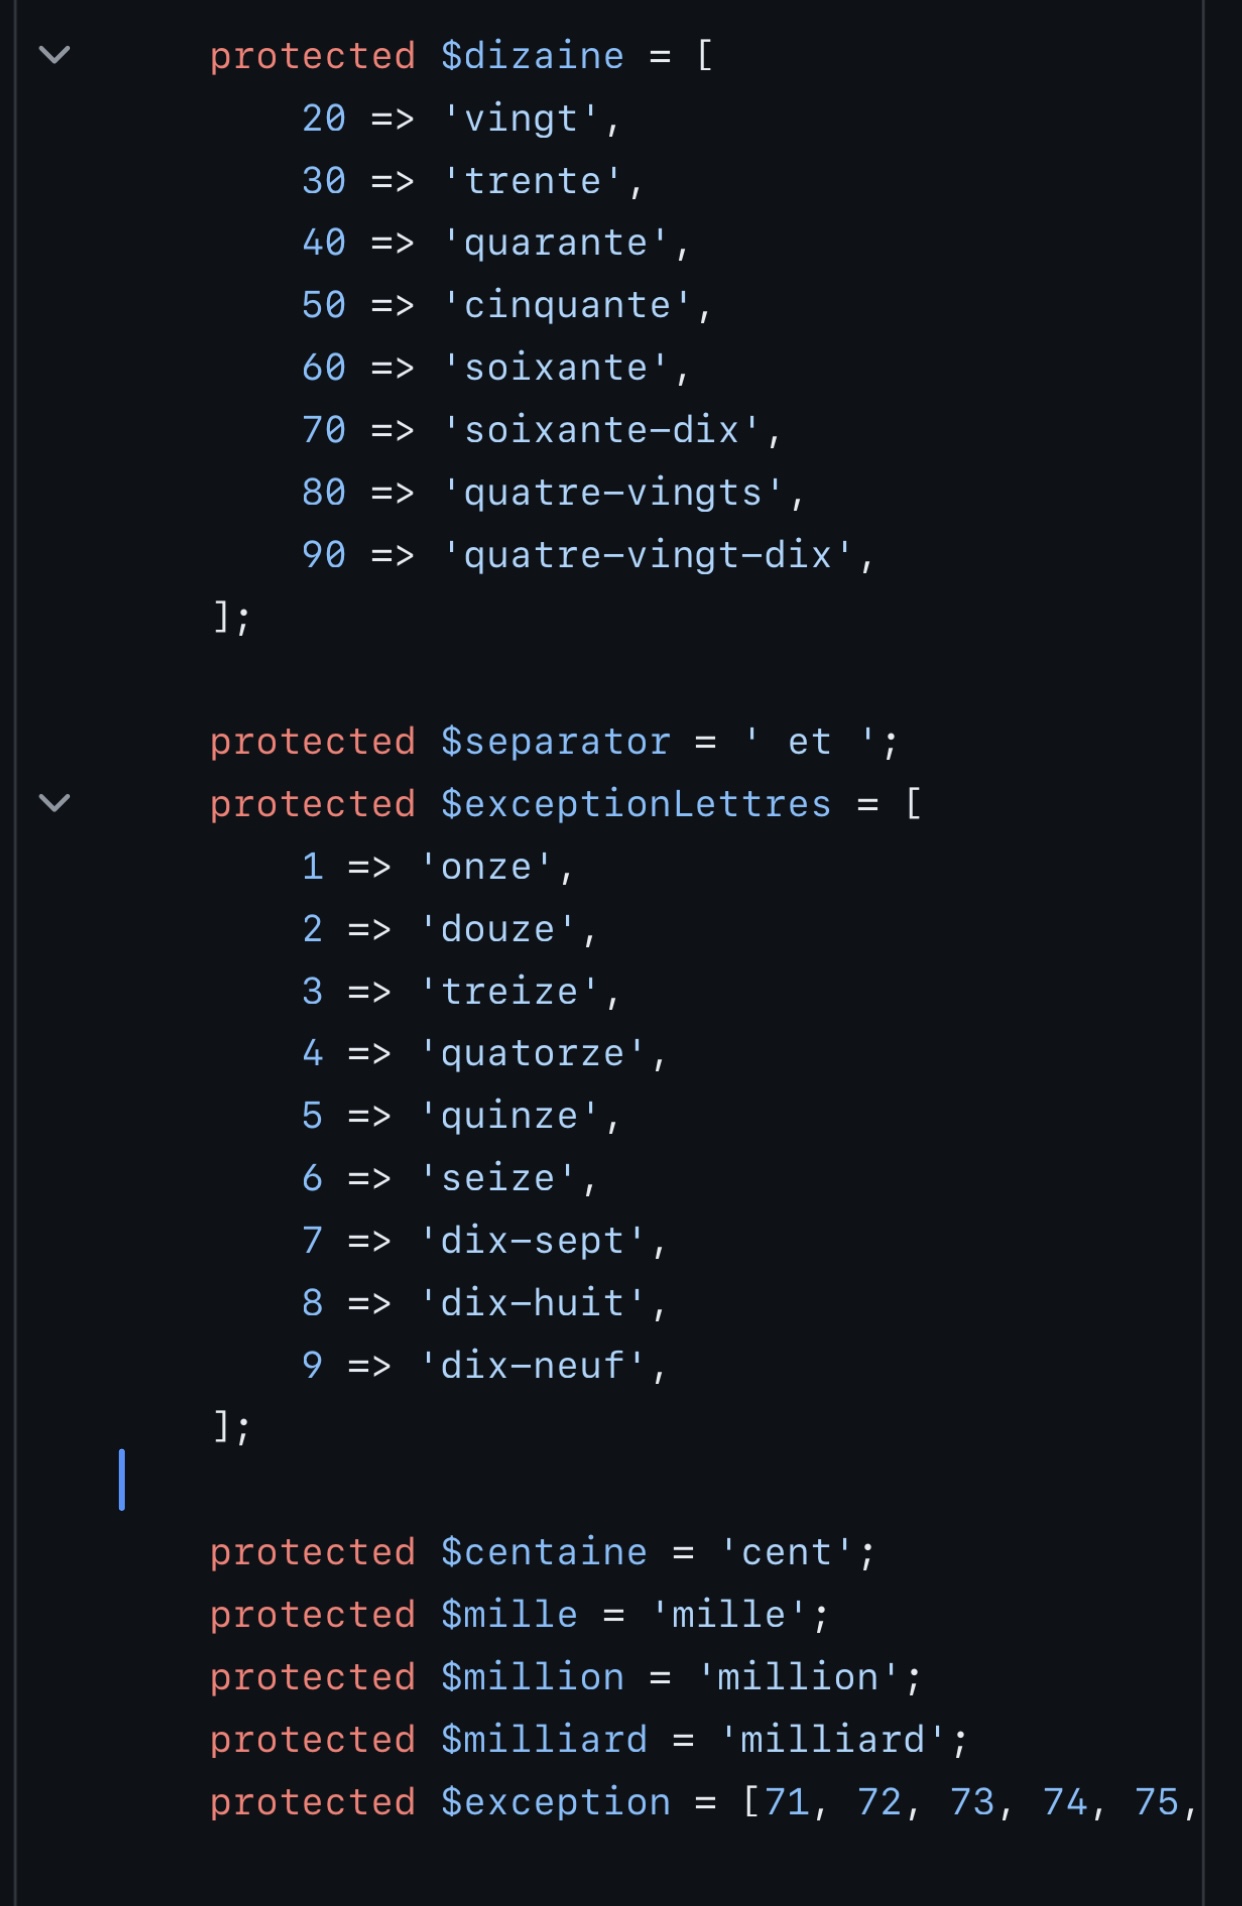 protected $dizaine = [
20 => 'vingt',
30 => 'trente',
40 => 'quarante',
50 => 'cinquante',
60 => 'soixante',
70 => 'soixante-dix',
80 => 'quatre-vingts',
90 => 'quatre-vingt-dix',
];
protected $separator = ' et ';
protected $exceptionLettres = [
1 => 'onze',
2 => 'douze',
3 => 'treize',
4 => 'quatorze',
5 => 'quinze',
6 => 'seize',
7 => 'dix-sept',
8 => 'dix-huit',
9 => 'dix-neuf',
];
protected $centaine = 'cent';
protected $mille = 'mille';
protected $million = 'million';
protected $milliard = 'milliard';
protected $exception = [71, 72, 73, 74, 75,